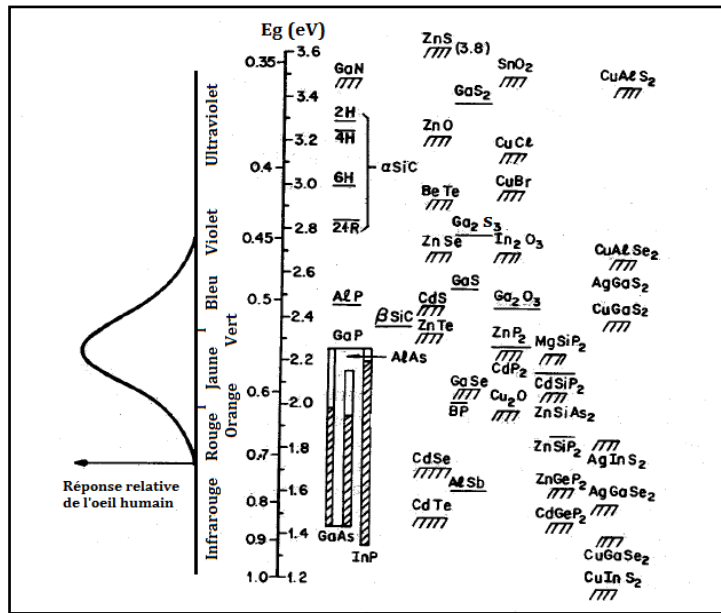 Eg (eV)
0.35
0.4
0.45
0.5
0.6
0.7
0.8
0.9
1.0
3.6
3.4
3.2
3.0
2.8
2.6
2.4
2.2
2.0
1.8
1.6
1.4
1.2
Ultraviolet
Violet
Bleu
Vert
Jaune
Orange
Rouge
Infrarouge
Réponse relative
de l'oeil humain
GaN
2H
4H
6H
αSiC
AlP
βSiC
GaP
AlAs
GaAs
InP
ZnS (3.8)
ZnO
BeTe
ZnSe
CdS
ZnTe
CdSe
CdTe
GaS₂
Ga₂S₃
GaS
GaSe
BP
AlSb
SnO₂
CuCl
CuBr
In₂O₃
Ga₂O₃
ZnP₂
CdP₂
Cu₂O
MgSiP₂
CdSiP₂
ZnSiAs₂
ZnSiP₂
ZnGeP₂
CdGeP₂
CuAlS₂
CuAlSe₂
AgGaS₂
CuGaS₂
AgInS₂
AgGaSe₂
CuGaSe₂
CuInS₂